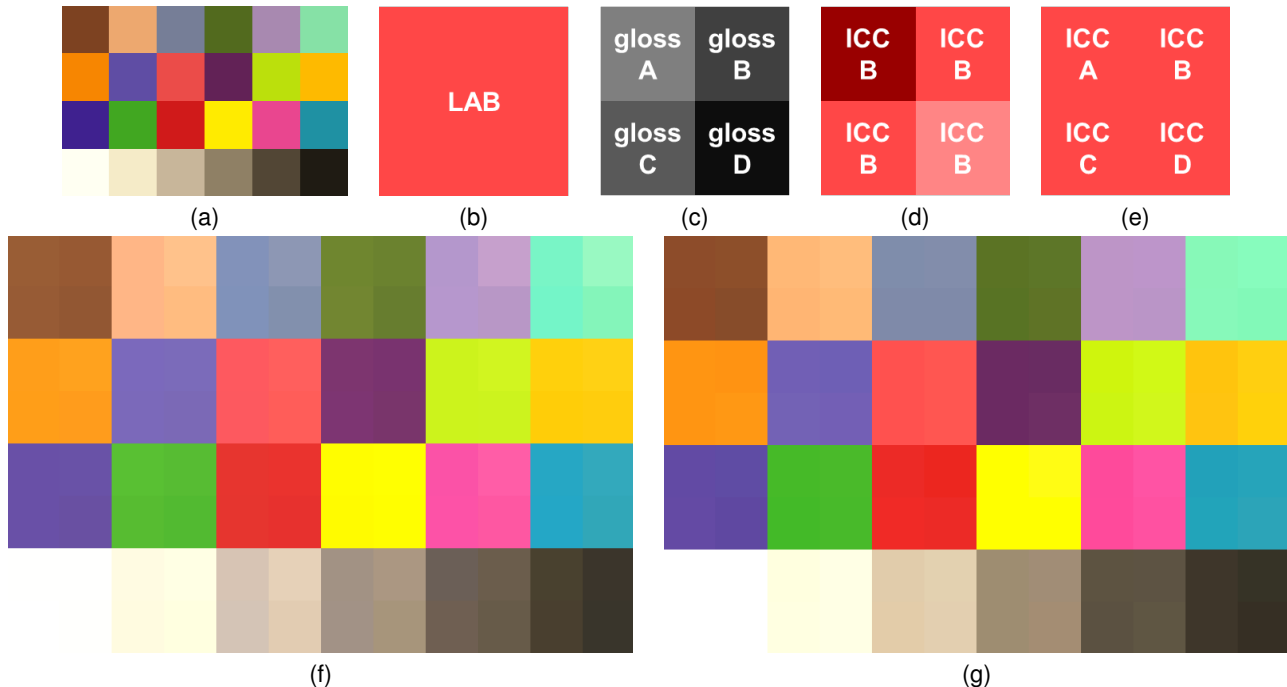 LAB
gloss gloss
A B
gloss gloss
C D
ICC ICC
B B
ICC ICC
B B
ICC ICC
A B
ICC ICC
C D
(a) (b) (c) (d) (e)
(f) (g)